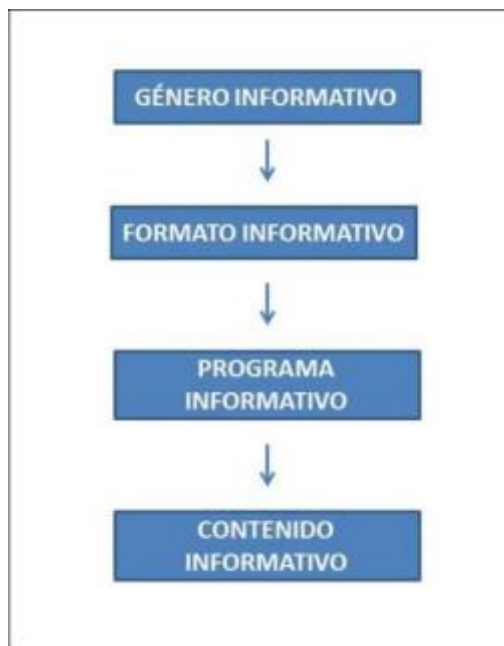 GÉNERO INFORMATIVO
FORMATO INFORMATIVO
PROGRAMA
INFORMATIVO
CONTENIDO
INFORMATIVO